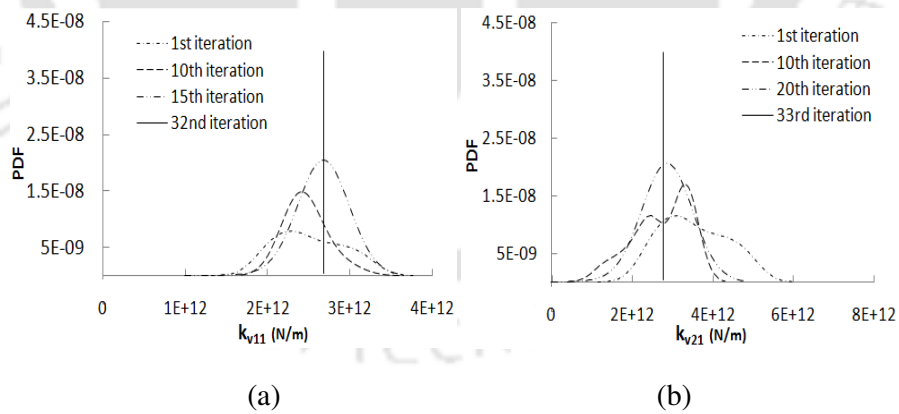 4.5E-08
3.5E-08
2.5E-08
1.5E-08
5E-09
PDF
1st iteration
10th iteration
15th iteration
32nd iteration
0 1E+12 2E+12 3E+12 4E+12
kv11 (N/m)
(a)
4.5E-08
3.5E-08
2.5E-08
1.5E-08
5E-09
PDF
1st iteration
10th iteration
20th iteration
33rd iteration
0 2E+12 4E+12 6E+12 8E+12
kv21 (N/m)
(b)